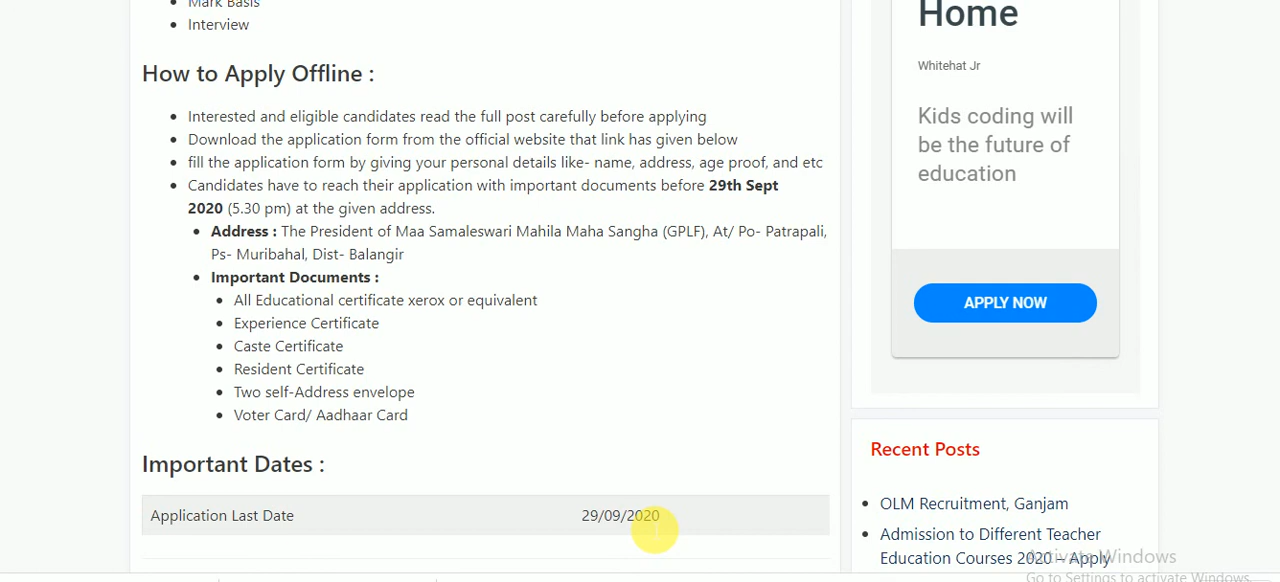 Mark Basis
Interview
How to Apply Offline :
Interested and eligible candidates read the full post carefully before applying
Download the application form from the official website that link has given below
fill the application form by giving your personal details like- name, address, age proof, and etc
Candidates have to reach their application with important documents before 29th Sept
2020 (5.30 pm) at the given address.
Address : The President of Maa Samaleswari Mahila Maha Sangha (GPLF), At/ Po- Patrapali,
Ps- Muribahal, Dist- Balangir
Important Documents :
All Educational certificate xerox or equivalent
Experience Certificate
Caste Certificate
Resident Certificate
Two self-Address envelope
Voter Card/ Aadhaar Card
Important Dates :
Application Last Date 29/09/2020
Home
Whitehat Jr
Kids coding will
be the future of
education
APPLY NOW
Recent Posts
OLM Recruitment, Ganjam
Admission to Different Teacher
Education Courses 2020 – Apply
Activate Windows
Go to Settings to activate Windows.